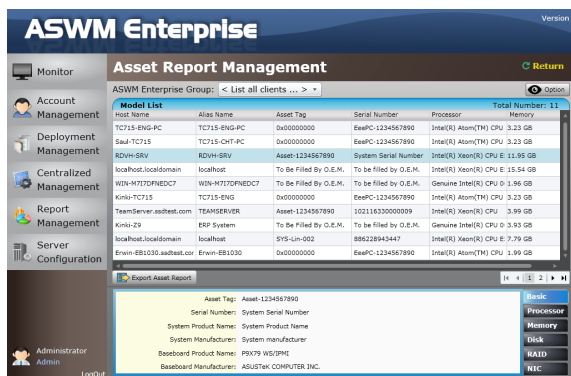 Version
ASWM Enterprise
Monitor
Account
Management
Deployment
Management
Centralized
Management
Report
Management
Server
Configuration
Administrator
Admin
LogOut
Asset Report Management
Return
ASWM Enterprise Group: < List all clients ... >
Option
Model List Total Number: 11
Host Name Alias Name Asset Tag Serial Number Processor Memory
TC715-ENG-PC TC715-ENG-PC 0x00000000 EeePC-1234567890 Intel(R) Atom(TM) CPU 3.23 GB
Saul-TC715 TC715-CHT-PC 0x00000000 EeePC-1234567890 Intel(R) Atom(TM) CPU 3.23 GB
RDVH-SRV RDVH-SRV Asset-1234567890 System Serial Number Intel(R) Xeon(R) CPU E: 11.95 GB
localhost.localdomain localhost To Be Filled By O.E.M. To be filled by O.E.M. Intel(R) Xeon(R) CPU E: 15.54 GB
WIN-M7I7DFNEDC7 WIN-M7I7DFNEDC7 To Be Filled By O.E.M. To be filled by O.E.M. Genuine Intel(R) CPU 0: 1.96 GB
Kinki-TC715 TC715-ENG 0x00000000 EeePC-1234567890 Intel(R) Atom(TM) CPU 3.23 GB
TeamServer.ssdtest.com TEAMSERVER Asset-1234567890 102116330000009 Intel(R) Xeon(R) CPU 3.99 GB
Kinki-Z9 ERP System To Be Filled By O.E.M. To be filled by O.E.M. Genuine Intel(R) CPU 0: 3.93 GB
localhost.localdomain localhost SYS-Lin-002 886228943447 Intel(R) Xeon(R) CPU E: 7.79 GB
Erwin-EB1030.ssdtest.cor Erwin-EB1030 0x00000000 EeePC-1234567890 Intel(R) Atom(TM) CPU 1.99 GB
Export Asset Report
1 2
Asset Tag: Asset-1234567890
Serial Number: System Serial Number
System Product Name: System Product Name
System Manufacturer: System manufacturer
Baseboard Product Name: P9X79 WS/IPMI
Baseboard Manufacturer: ASUSTeK COMPUTER INC.
Basic
Processor
Memory
Disk
RAID
NIC